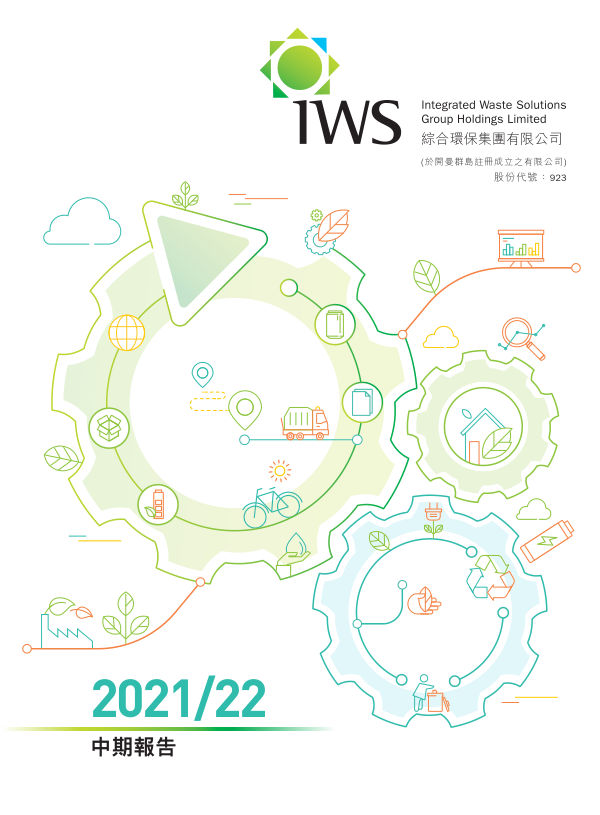 IWS
Integrated Waste Solutions
Group Holdings Limited
綜合環保集團有限公司
(於開曼群島註冊成立之有限公司)
股份代號：923
2021/22
中期報告